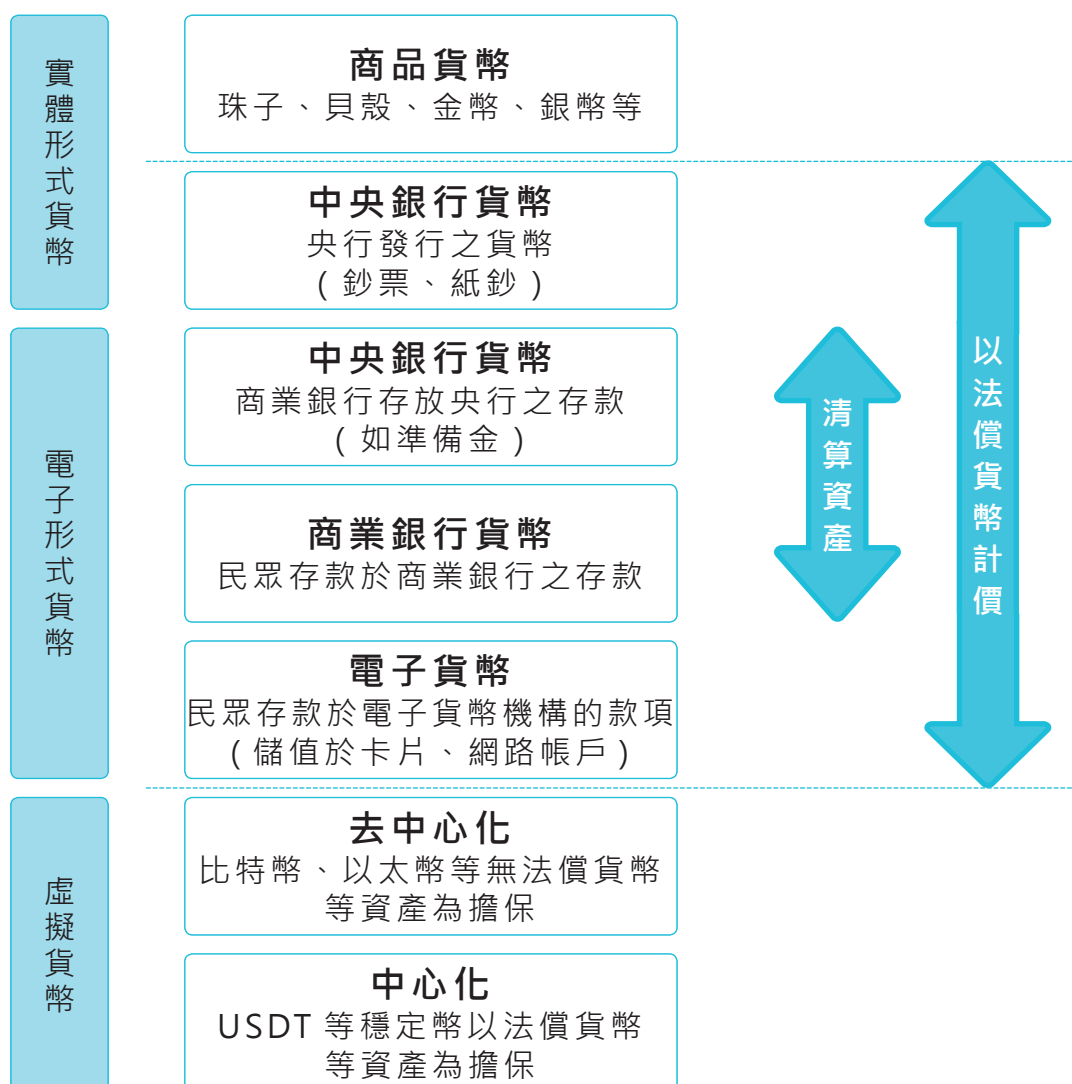 實體形式貨幣
商品貨幣
珠子、貝殼、金幣、銀幣等
中央銀行貨幣
央行發行之貨幣
(鈔票、紙鈔)
電子形式貨幣
中央銀行貨幣
商業銀行存放央行之存款
(如準備金)
商業銀行貨幣
民眾存款於商業銀行之存款
電子貨幣
民眾存款於電子貨幣機構的款項
(儲值於卡片、網路帳戶)
清算資產
以法償貨幣計價
虛擬貨幣
去中心化
比特幣、以太幣等無法償貨幣
等資產為擔保
中心化
USDT 等穩定幣以法償貨幣
等資產為擔保